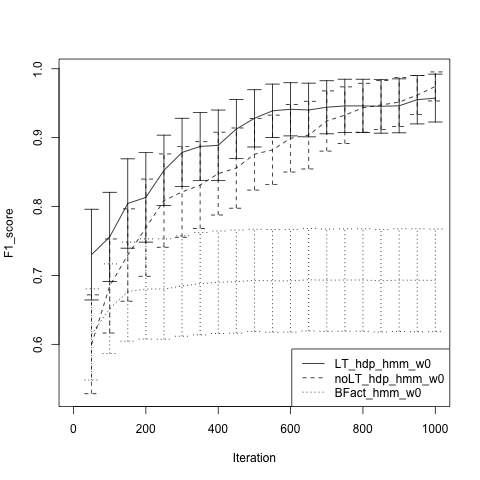 F1_score
1.0
0.9
0.8
0.7
0.6
LT_hdp_hmm_w0
noLT_hdp_hmm_w0
BFact_hmm_w0
0 200 400 600 800 1000
Iteration